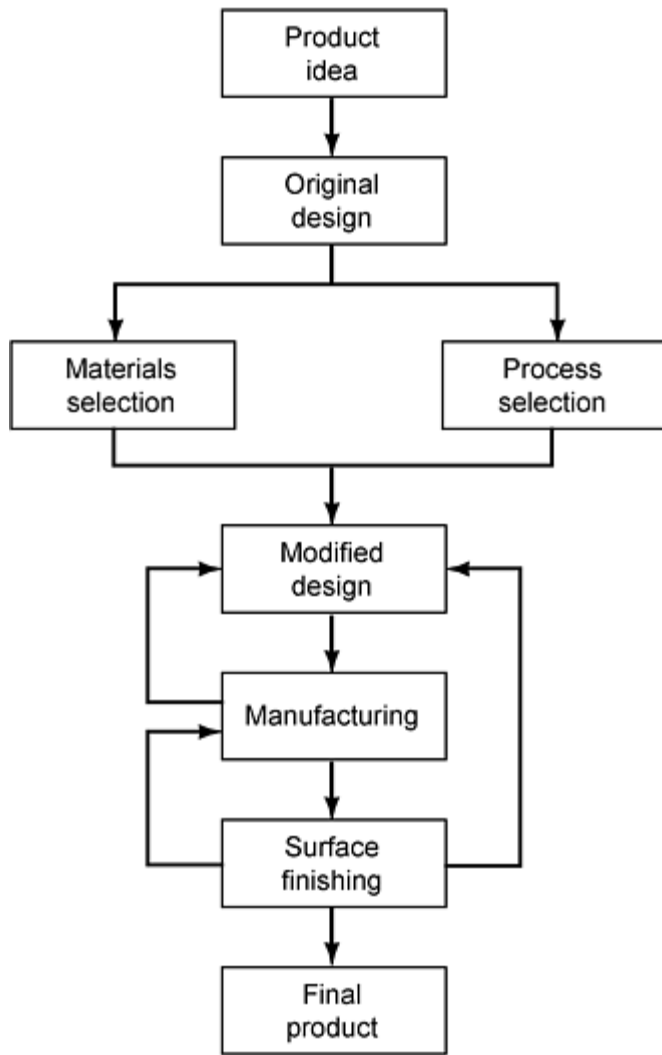 Product
idea
Original
design
Materials
selection
Process
selection
Modified
design
Manufacturing
Surface
finishing
Final
product